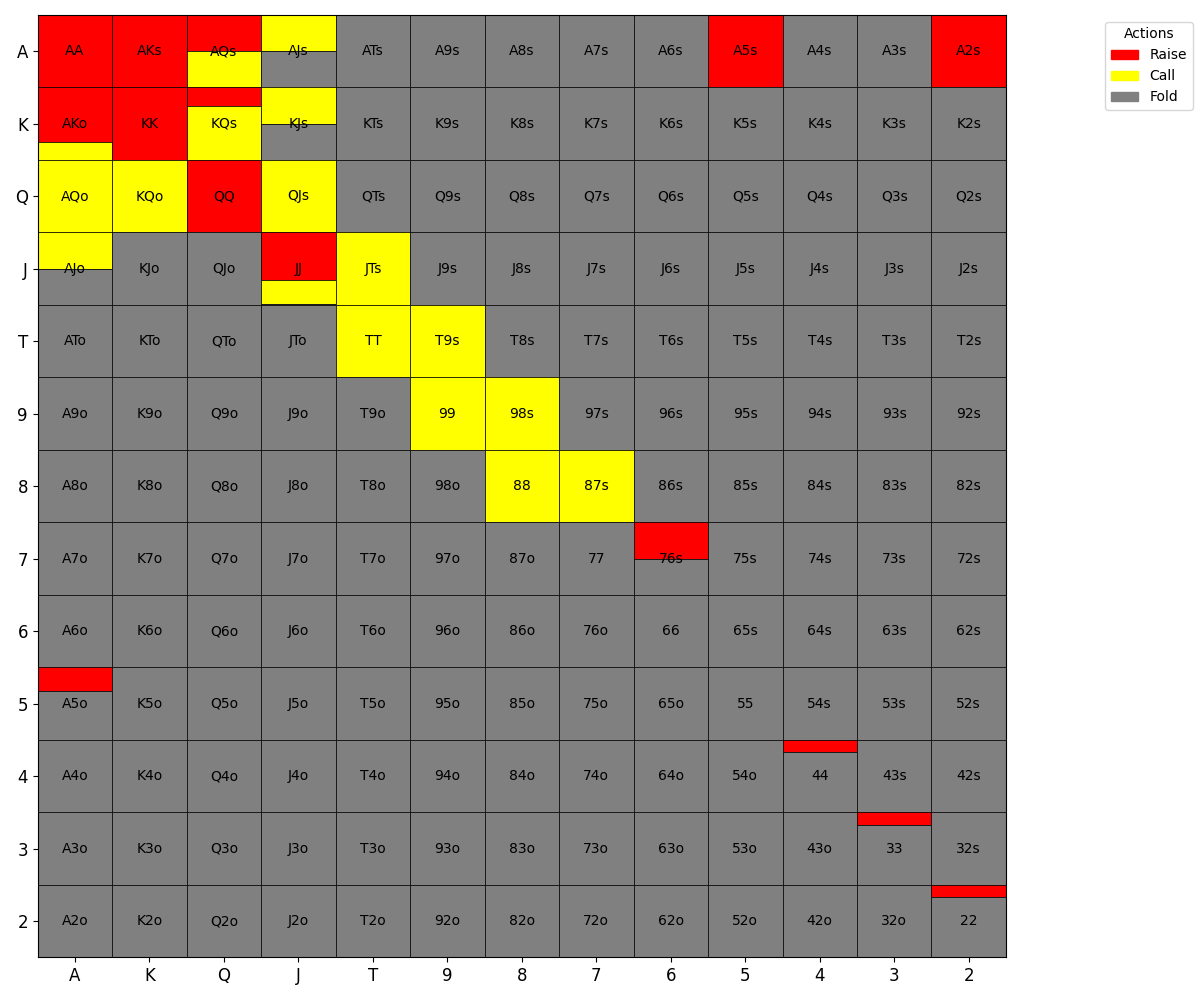 Actions
Raise
Call
Fold
A AA AKs AQs AJs ATs A9s A8s A7s A6s A5s A4s A3s A2s
K AKo KK KQs KJs KTs K9s K8s K7s K6s K5s K4s K3s K2s
Q AQo KQo QQ QJs QTs Q9s Q8s Q7s Q6s Q5s Q4s Q3s Q2s
J AJo KJo QJo JJ JTs J9s J8s J7s J6s J5s J4s J3s J2s
T ATo KTo QTo JTo TT T9s T8s T7s T6s T5s T4s T3s T2s
9 A9o K9o Q9o J9o T9o 99 98s 97s 96s 95s 94s 93s 92s
8 A8o K8o Q8o J8o T8o 98o 88 87s 86s 85s 84s 83s 82s
7 A7o K7o Q7o J7o T7o 97o 87o 77 76s 75s 74s 73s 72s
6 A6o K6o Q6o J6o T6o 96o 86o 76o 66 65s 64s 63s 62s
5 A5o K5o Q5o J5o T5o 95o 85o 75o 65o 55 54s 53s 52s
4 A4o K4o Q4o J4o T4o 94o 84o 74o 64o 54o 44 43s 42s
3 A3o K3o Q3o J3o T3o 93o 83o 73o 63o 53o 43o 33 32s
2 A2o K2o Q2o J2o T2o 92o 82o 72o 62o 52o 42o 32o 22
A K Q J T 9 8 7 6 5 4 3 2